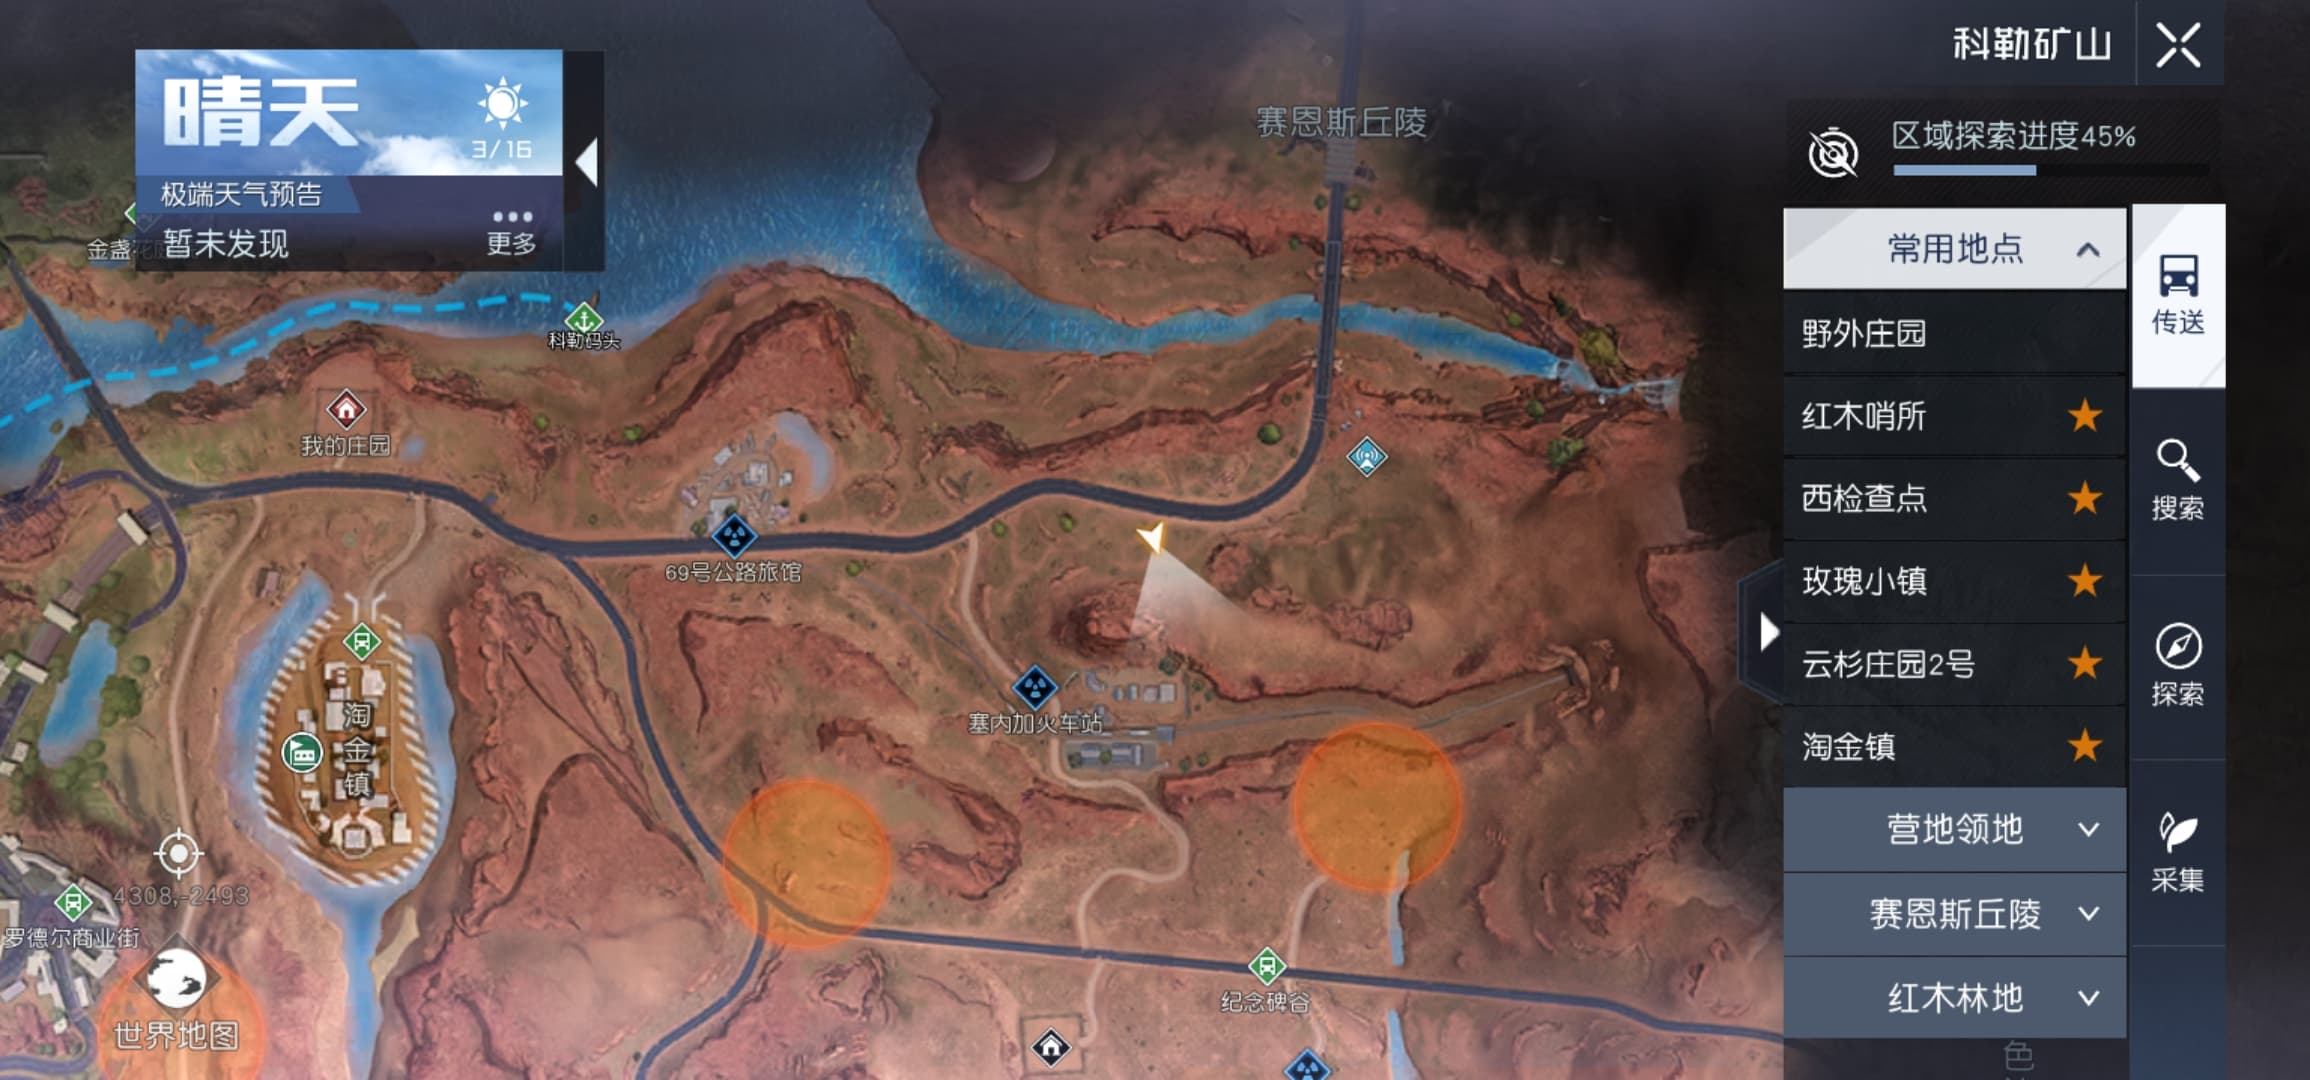 科勒矿山
晴天
3/16
极端天气预告
暂未发现
更多
区域探索进度45%
赛恩斯丘陵
常用地点
野外庄园
红木哨所
西检查点
玫瑰小镇
云杉庄园2号
淘金镇
营地领地
赛恩斯丘陵
红木林地
传送
搜索
探索
采集
金盏
科勒码头
我的庄园
69号公路旅馆
塞内加火车站
淘金镇
4308,-2493
罗德尔商业街
世界地图
纪念碑谷